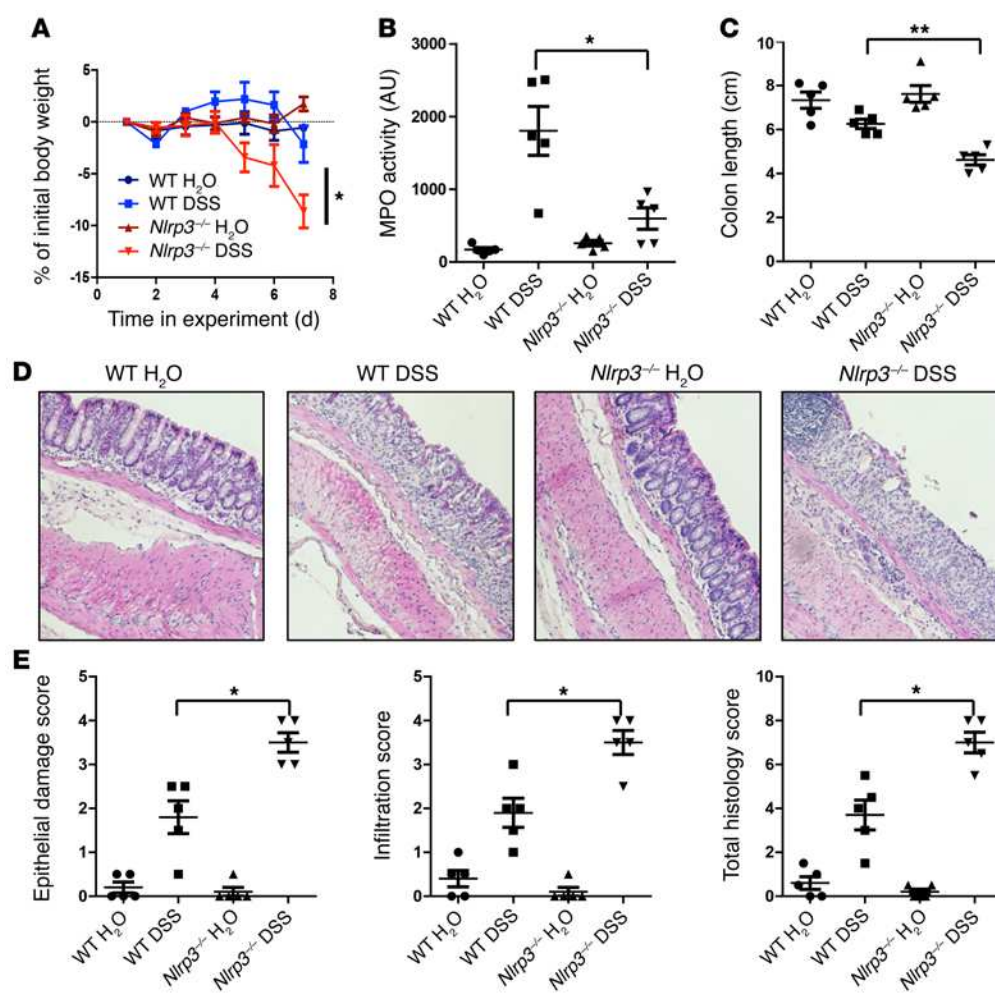 A
% of initial body weight
5
0
-5
-10
-15
0 2 4 6 8
Time in experiment (d)
WT H₂O
WT DSS
Nlrp3⁻/⁻ H₂O
Nlrp3⁻/⁻ DSS
*
B
MPO activity (AU)
3000
2000
1000
0
*
WT H₂O
WT DSS
Nlrp3⁻/⁻ H₂O
Nlrp3⁻/⁻ DSS
C
Colon length (cm)
10
8
6
4
2
0
**
WT H₂O
WT DSS
Nlrp3⁻/⁻ H₂O
Nlrp3⁻/⁻ DSS
D
WT H₂O
WT DSS
Nlrp3⁻/⁻ H₂O
Nlrp3⁻/⁻ DSS
E
Epithelial damage score
5
4
3
2
1
0
*
WT H₂O
WT DSS
Nlrp3⁻/⁻ H₂O
Nlrp3⁻/⁻ DSS
Infiltration score
5
4
3
2
1
0
*
WT H₂O
WT DSS
Nlrp3⁻/⁻ H₂O
Nlrp3⁻/⁻ DSS
Total histology score
10
8
6
4
2
0
*
WT H₂O
WT DSS
Nlrp3⁻/⁻ H₂O
Nlrp3⁻/⁻ DSS